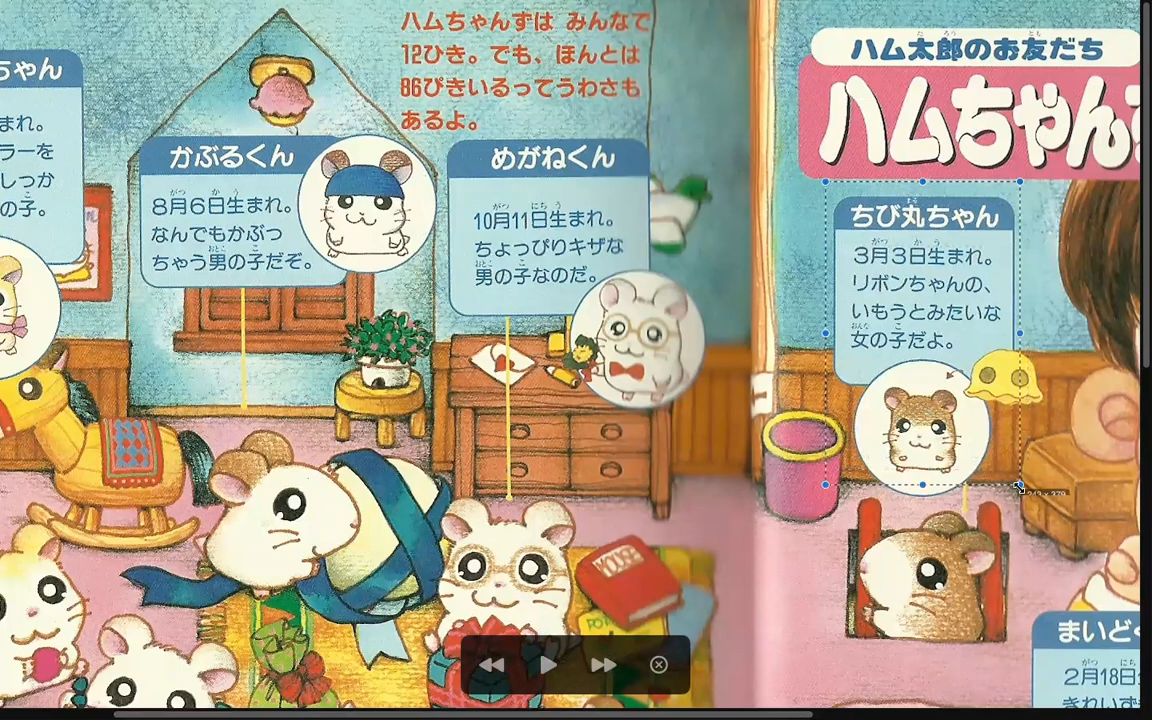 ハムちゃんずは みんなで
12ひき。でも、ほんとは
86ぴきいるってうわさも
あるよ。
ちゃん
まれ。
ラーを
しっか
の子。
かぶるくん
8月6日生まれ。
なんでもかぶっ
ちゃう男の子だぞ。
めがねくん
10月11日生まれ。
ちょっぴりキザな
男の子なのだ。
ハム太郎のお友だち
ハムちゃん
ちび丸ちゃん
3月3日生まれ。
リボンちゃんの、
いもうとみたいな
女の子だよ。
まいど
2月18日
きれいず